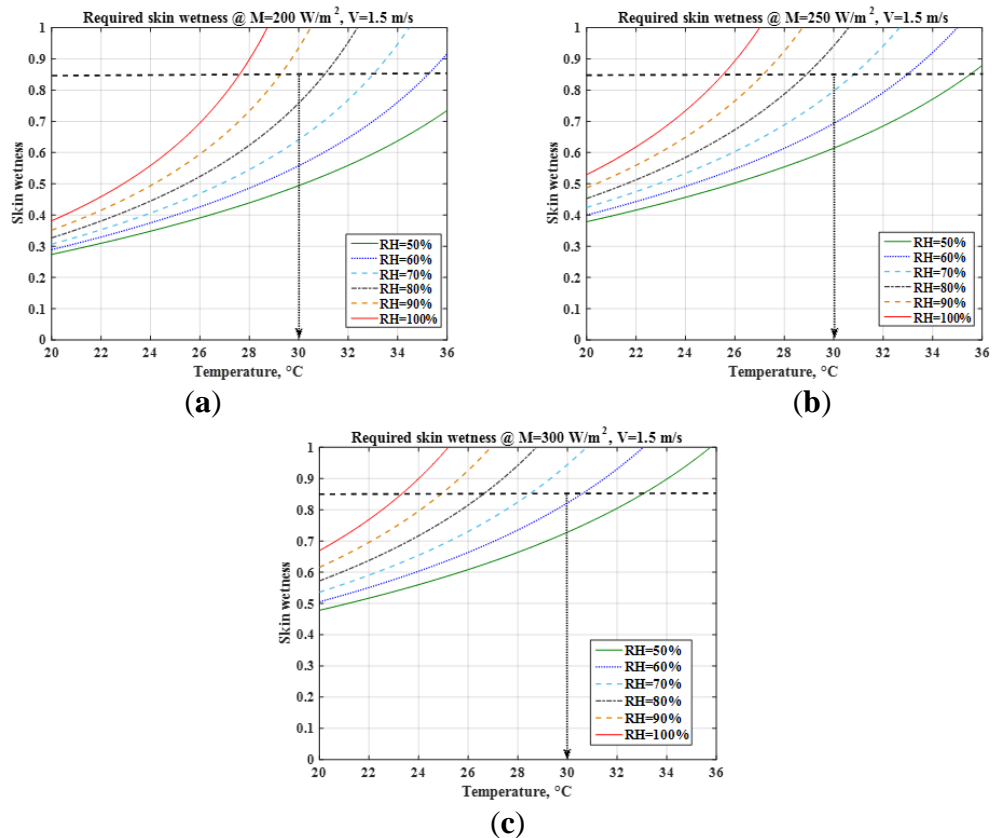 Required skin wetness @ M=200 W/m², V=1.5 m/s
1
0.9
0.8
0.7
0.6
0.5
0.4
0.3
0.2
0.1
0
Skin wetness
RH=50%
RH=60%
RH=70%
RH=80%
RH=90%
RH=100%
20 22 24 26 28 30 32 34 36
Temperature, °C
(a)
Required skin wetness @ M=250 W/m², V=1.5 m/s
1
0.9
0.8
0.7
0.6
0.5
0.4
0.3
0.2
0.1
0
Skin wetness
RH=50%
RH=60%
RH=70%
RH=80%
RH=90%
RH=100%
20 22 24 26 28 30 32 34 36
Temperature, °C
(b)
Required skin wetness @ M=300 W/m², V=1.5 m/s
1
0.9
0.8
0.7
0.6
0.5
0.4
0.3
0.2
0.1
0
Skin wetness
RH=50%
RH=60%
RH=70%
RH=80%
RH=90%
RH=100%
20 22 24 26 28 30 33 34 36
Temperature, °C
(c)